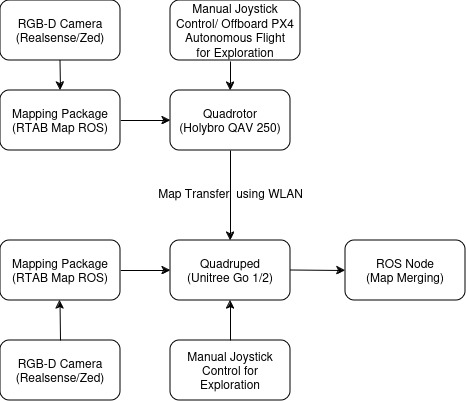 RGB-D Camera
(Realsense/Zed)
Manual Joystick
Control/ Offboard PX4
Autonomous Flight
for Exploration
Mapping Package
(RTAB Map ROS)
Quadrotor
(Holybro QAV 250)
Map Transfer using WLAN
Mapping Package
(RTAB Map ROS)
Quadruped
(Unitree Go 1/2)
ROS Node
(Map Merging)
RGB-D Camera
(Realsense/Zed)
Manual Joystick
Control for
Exploration